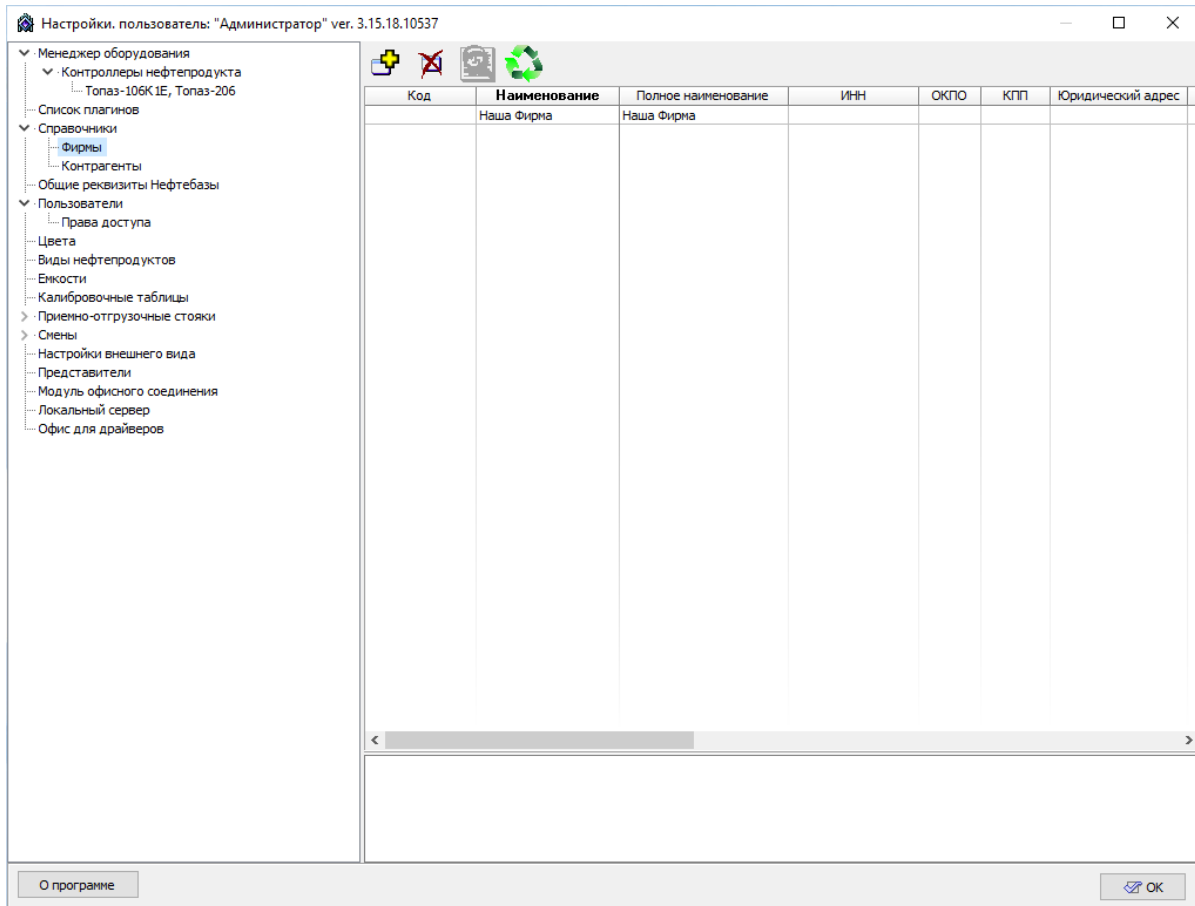 Настройки. пользователь: "Администратор" ver. 3.15.18.10537
Менеджер оборудования
Контроллеры нефтепродукта
Топаз-106К1Е, Топаз-206
Список плагинов
Справочники
Фирмы
Контрагенты
Общие реквизиты Нефтебазы
Пользователи
Права доступа
Цвета
Виды нефтепродуктов
Емкости
Калибровочные таблицы
Приемно-отгрузочные стояки
Смены
Настройки внешнего вида
Представители
Модуль офисного соединения
Локальный сервер
Офис для драйверов
Код Наименование Полное наименование ИНН ОКПО КПП Юридический адрес
Наша Фирма Наша Фирма
О программе
OK